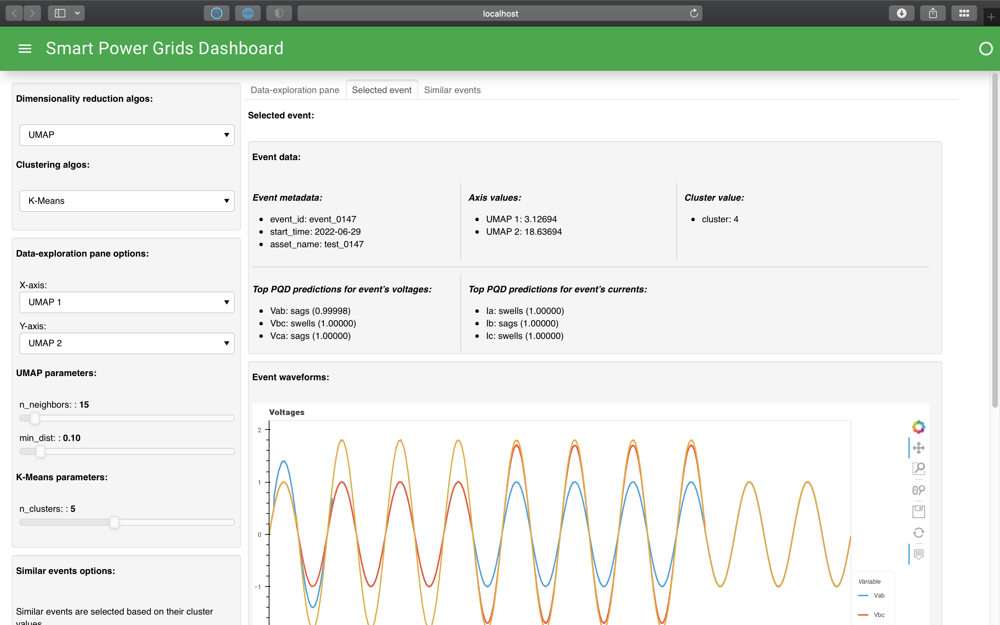 ABP
localhost
Smart Power Grids Dashboard
Dimensionality reduction algos:
UMAP
Clustering algos:
K-Means
Data-exploration pane options:
X-axis:
UMAP 1
Y-axis:
UMAP 2
UMAP parameters:
n_neighbors: : 15
min_dist: : 0.10
K-Means parameters:
n_clusters: : 5
Similar events options:
Similar events are selected based on their cluster
values
Data-exploration pane
Selected event
Similar events
Selected event:
Event data:
Event metadata:
event_id: event_0147
start_time: 2022-06-29
asset_name: test_0147
Axis values:
UMAP 1: 3.12694
UMAP 2: 18.63694
Cluster value:
cluster: 4
Top PQD predictions for event’s voltages:
Vab: sags (0.99998)
Vbc: swells (1.00000)
Vca: sags (1.00000)
Top PQD predictions for event’s currents:
Ia: swells (1.00000)
Ib: sags (1.00000)
Ic: swells (1.00000)
Event waveforms:
Voltages
2
1
0
−1
Variable
Vab
Vbc